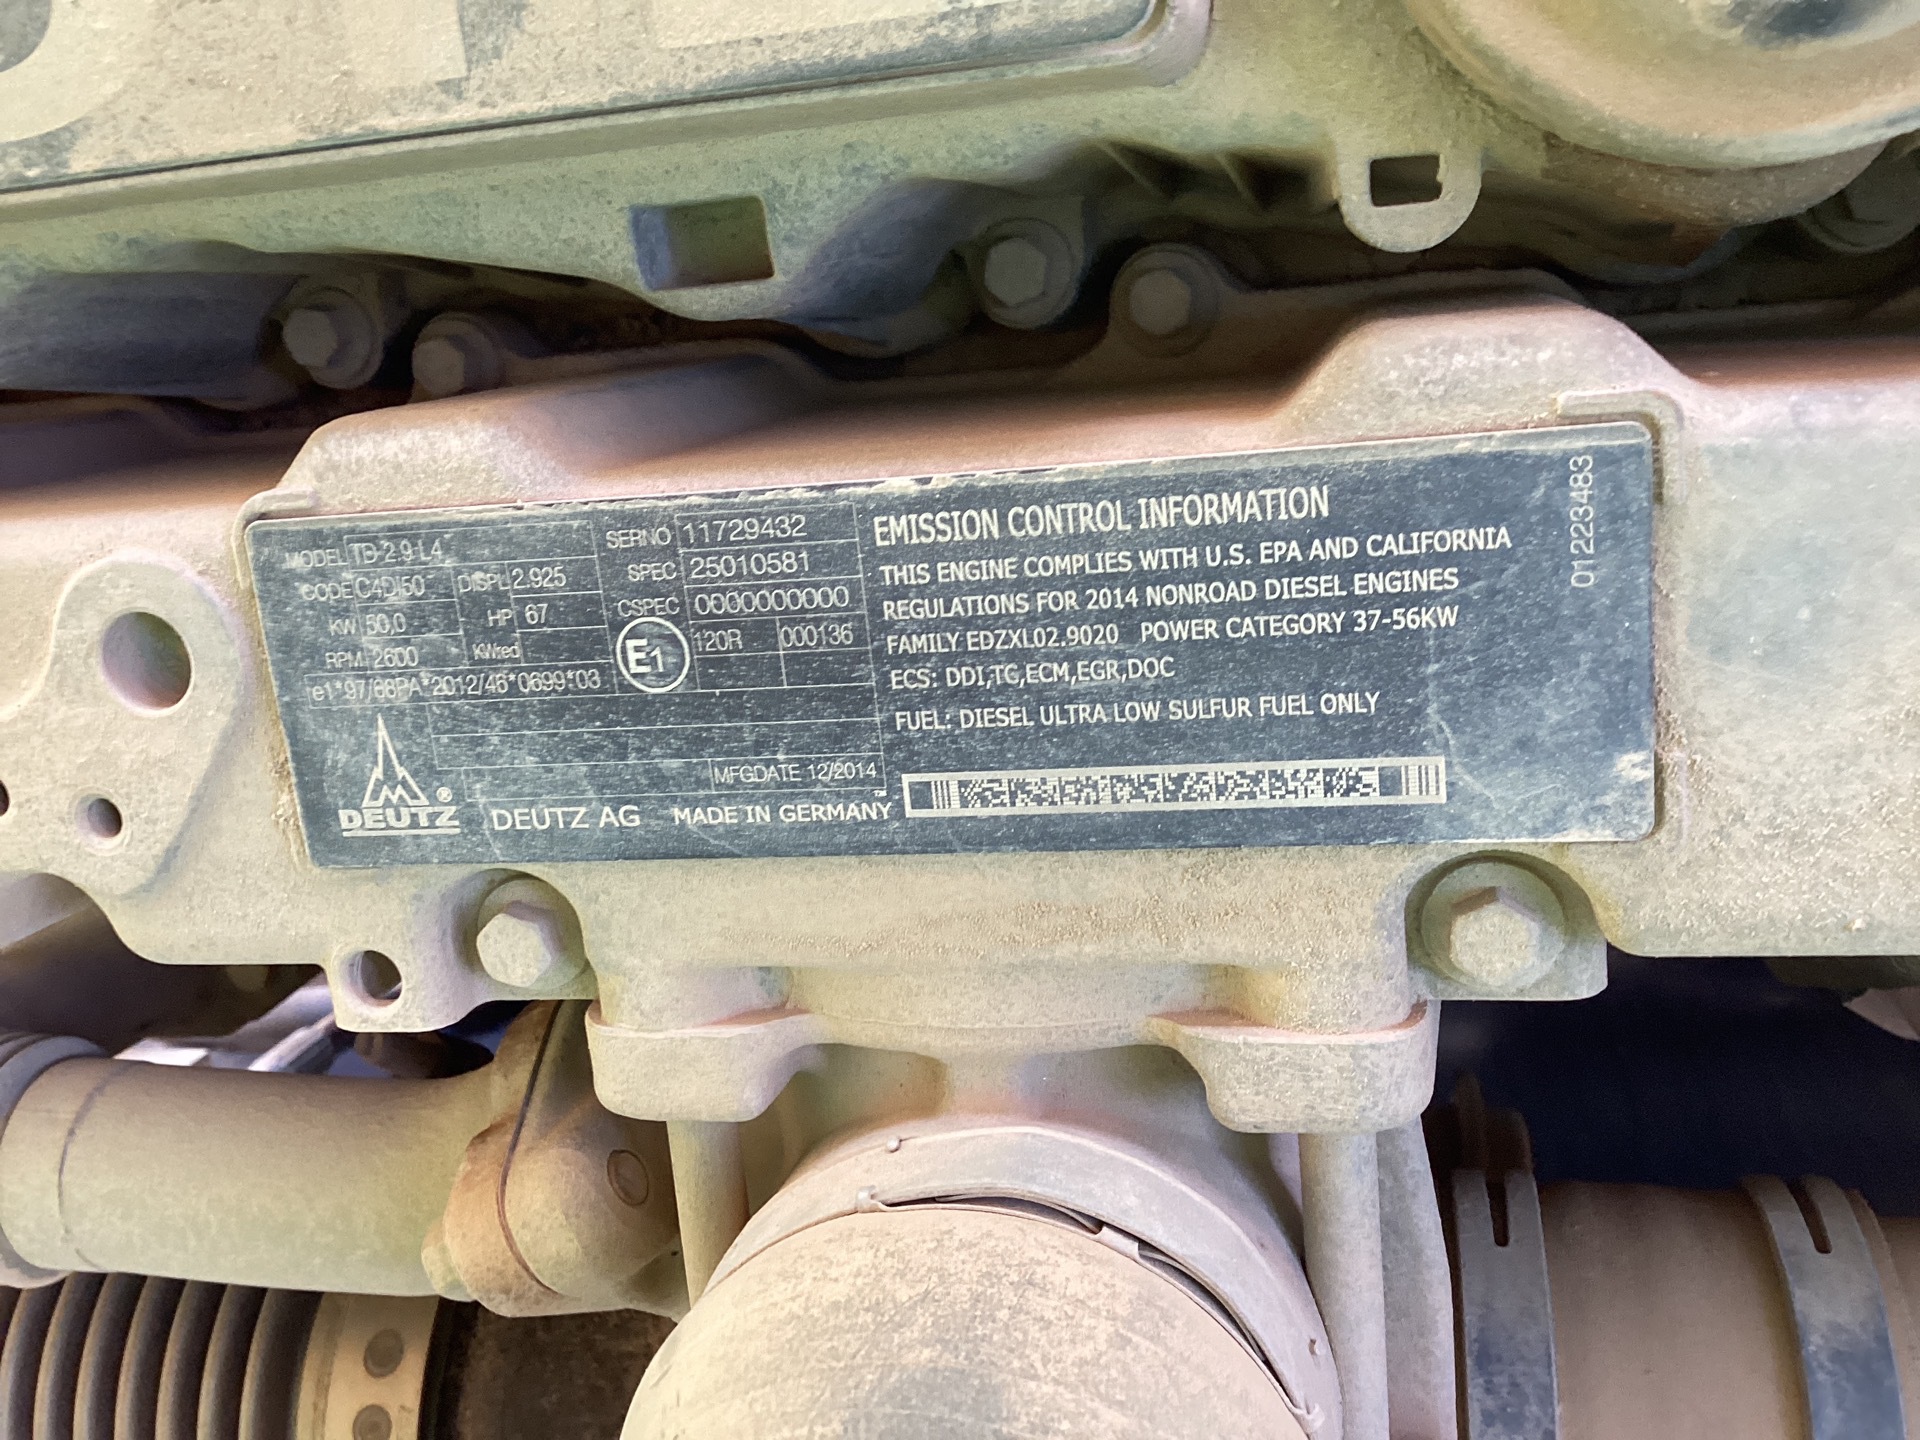 MODEL TD 2.9 L4
CODE C4DI50 DISPL 2.925
KW 50,0 HP 67
RPM 2600 KWred
e1*97/68PA*2012/46*0699*03
SERNO 11729432
SPEC 25010581
CSPEC 0000000000
E1 120R 000136
MFGDATE 12/2014
DEUTZ ®
DEUTZ AG MADE IN GERMANY
EMISSION CONTROL INFORMATION
THIS ENGINE COMPLIES WITH U.S. EPA AND CALIFORNIA
REGULATIONS FOR 2014 NONROAD DIESEL ENGINES
FAMILY EDZXL02.9020 POWER CATEGORY 37-56KW
ECS: DDI,TC,ECM,EGR,DOC
FUEL: DIESEL ULTRA LOW SULFUR FUEL ONLY
01223483